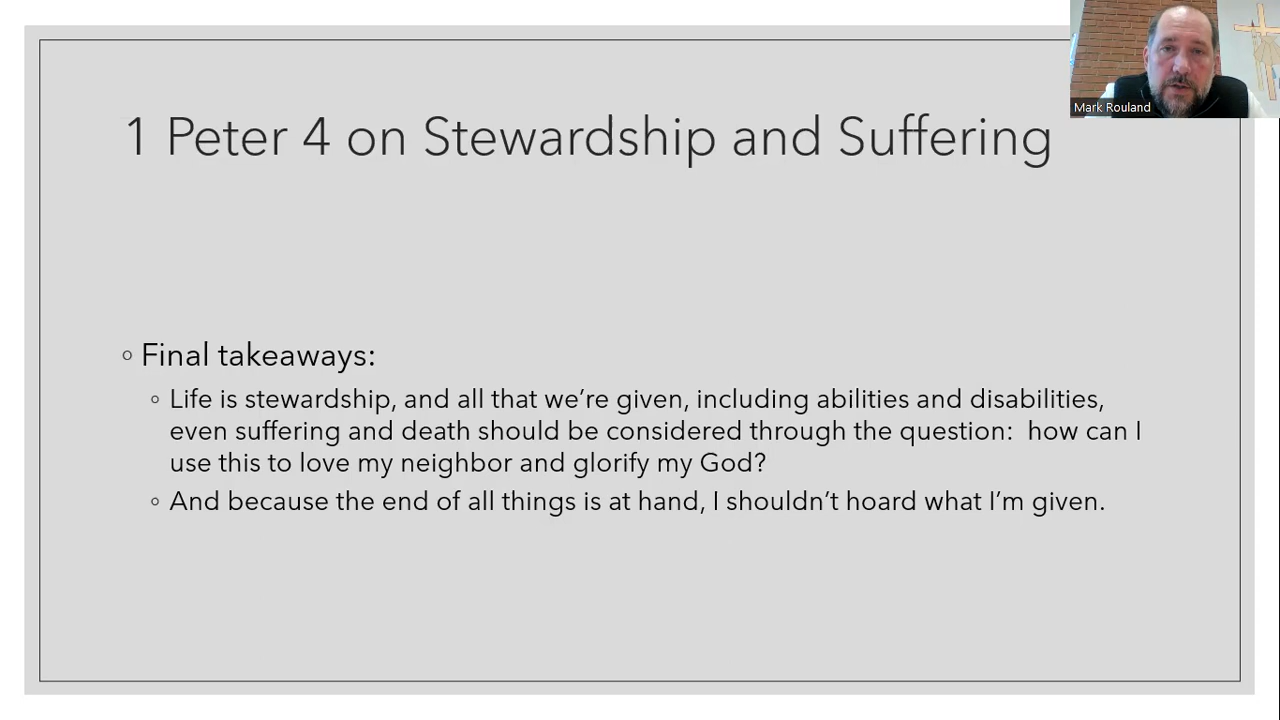 Mark Rouland
1 Peter 4 on Stewardship and Suffering
◦ Final takeaways:
◦ Life is stewardship, and all that we’re given, including abilities and disabilities,
even suffering and death should be considered through the question:  how can I
use this to love my neighbor and glorify my God?
◦ And because the end of all things is at hand, I shouldn’t hoard what I’m given.